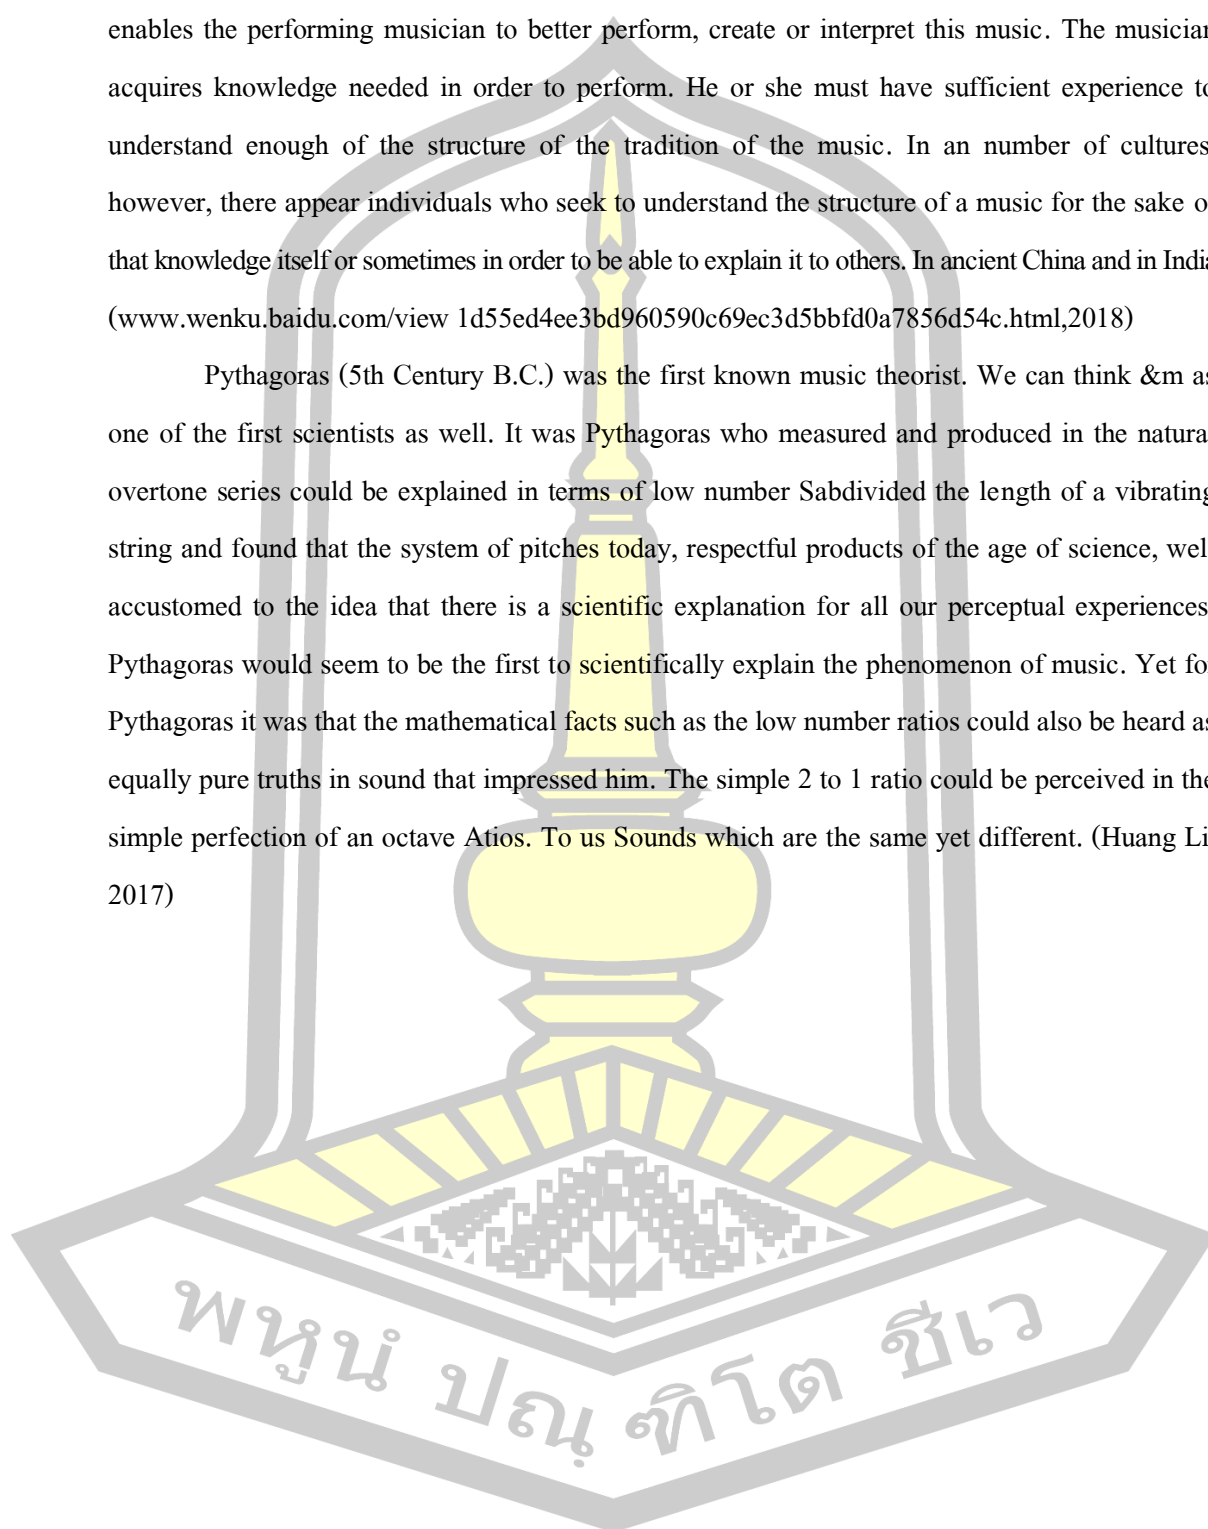 enables the performing musician to better perform, create or interpret this music. The musician
acquires knowledge needed in order to perform. He or she must have sufficient experience to
understand enough of the structure of the tradition of the music. In an number of cultures
however, there appear individuals who seek to understand the structure of a music for the sake o
that knowledge itself or sometimes in order to be able to explain it to others. In ancient China and in India
(www.wenku.baidu.com/view 1d55ed4ee3bd960590c69ec3d5bbfd0a7856d54c.html,2018)
Pythagoras (5th Century B.C.) was the first known music theorist. We can think &m as
one of the first scientists as well. It was Pythagoras who measured and produced in the natural
overtone series could be explained in terms of low number Sabdivided the length of a vibrating
string and found that the system of pitches today, respectful products of the age of science, wel
accustomed to the idea that there is a scientific explanation for all our perceptual experiences
Pythagoras would seem to be the first to scientifically explain the phenomenon of music. Yet for
Pythagoras it was that the mathematical facts such as the low number ratios could also be heard as
equally pure truths in sound that impressed him. The simple 2 to 1 ratio could be perceived in the
simple perfection of an octave Atios. To us Sounds which are the same yet different. (Huang Li
2017)
พหูนํ ปณฺฑิโต ชีเว